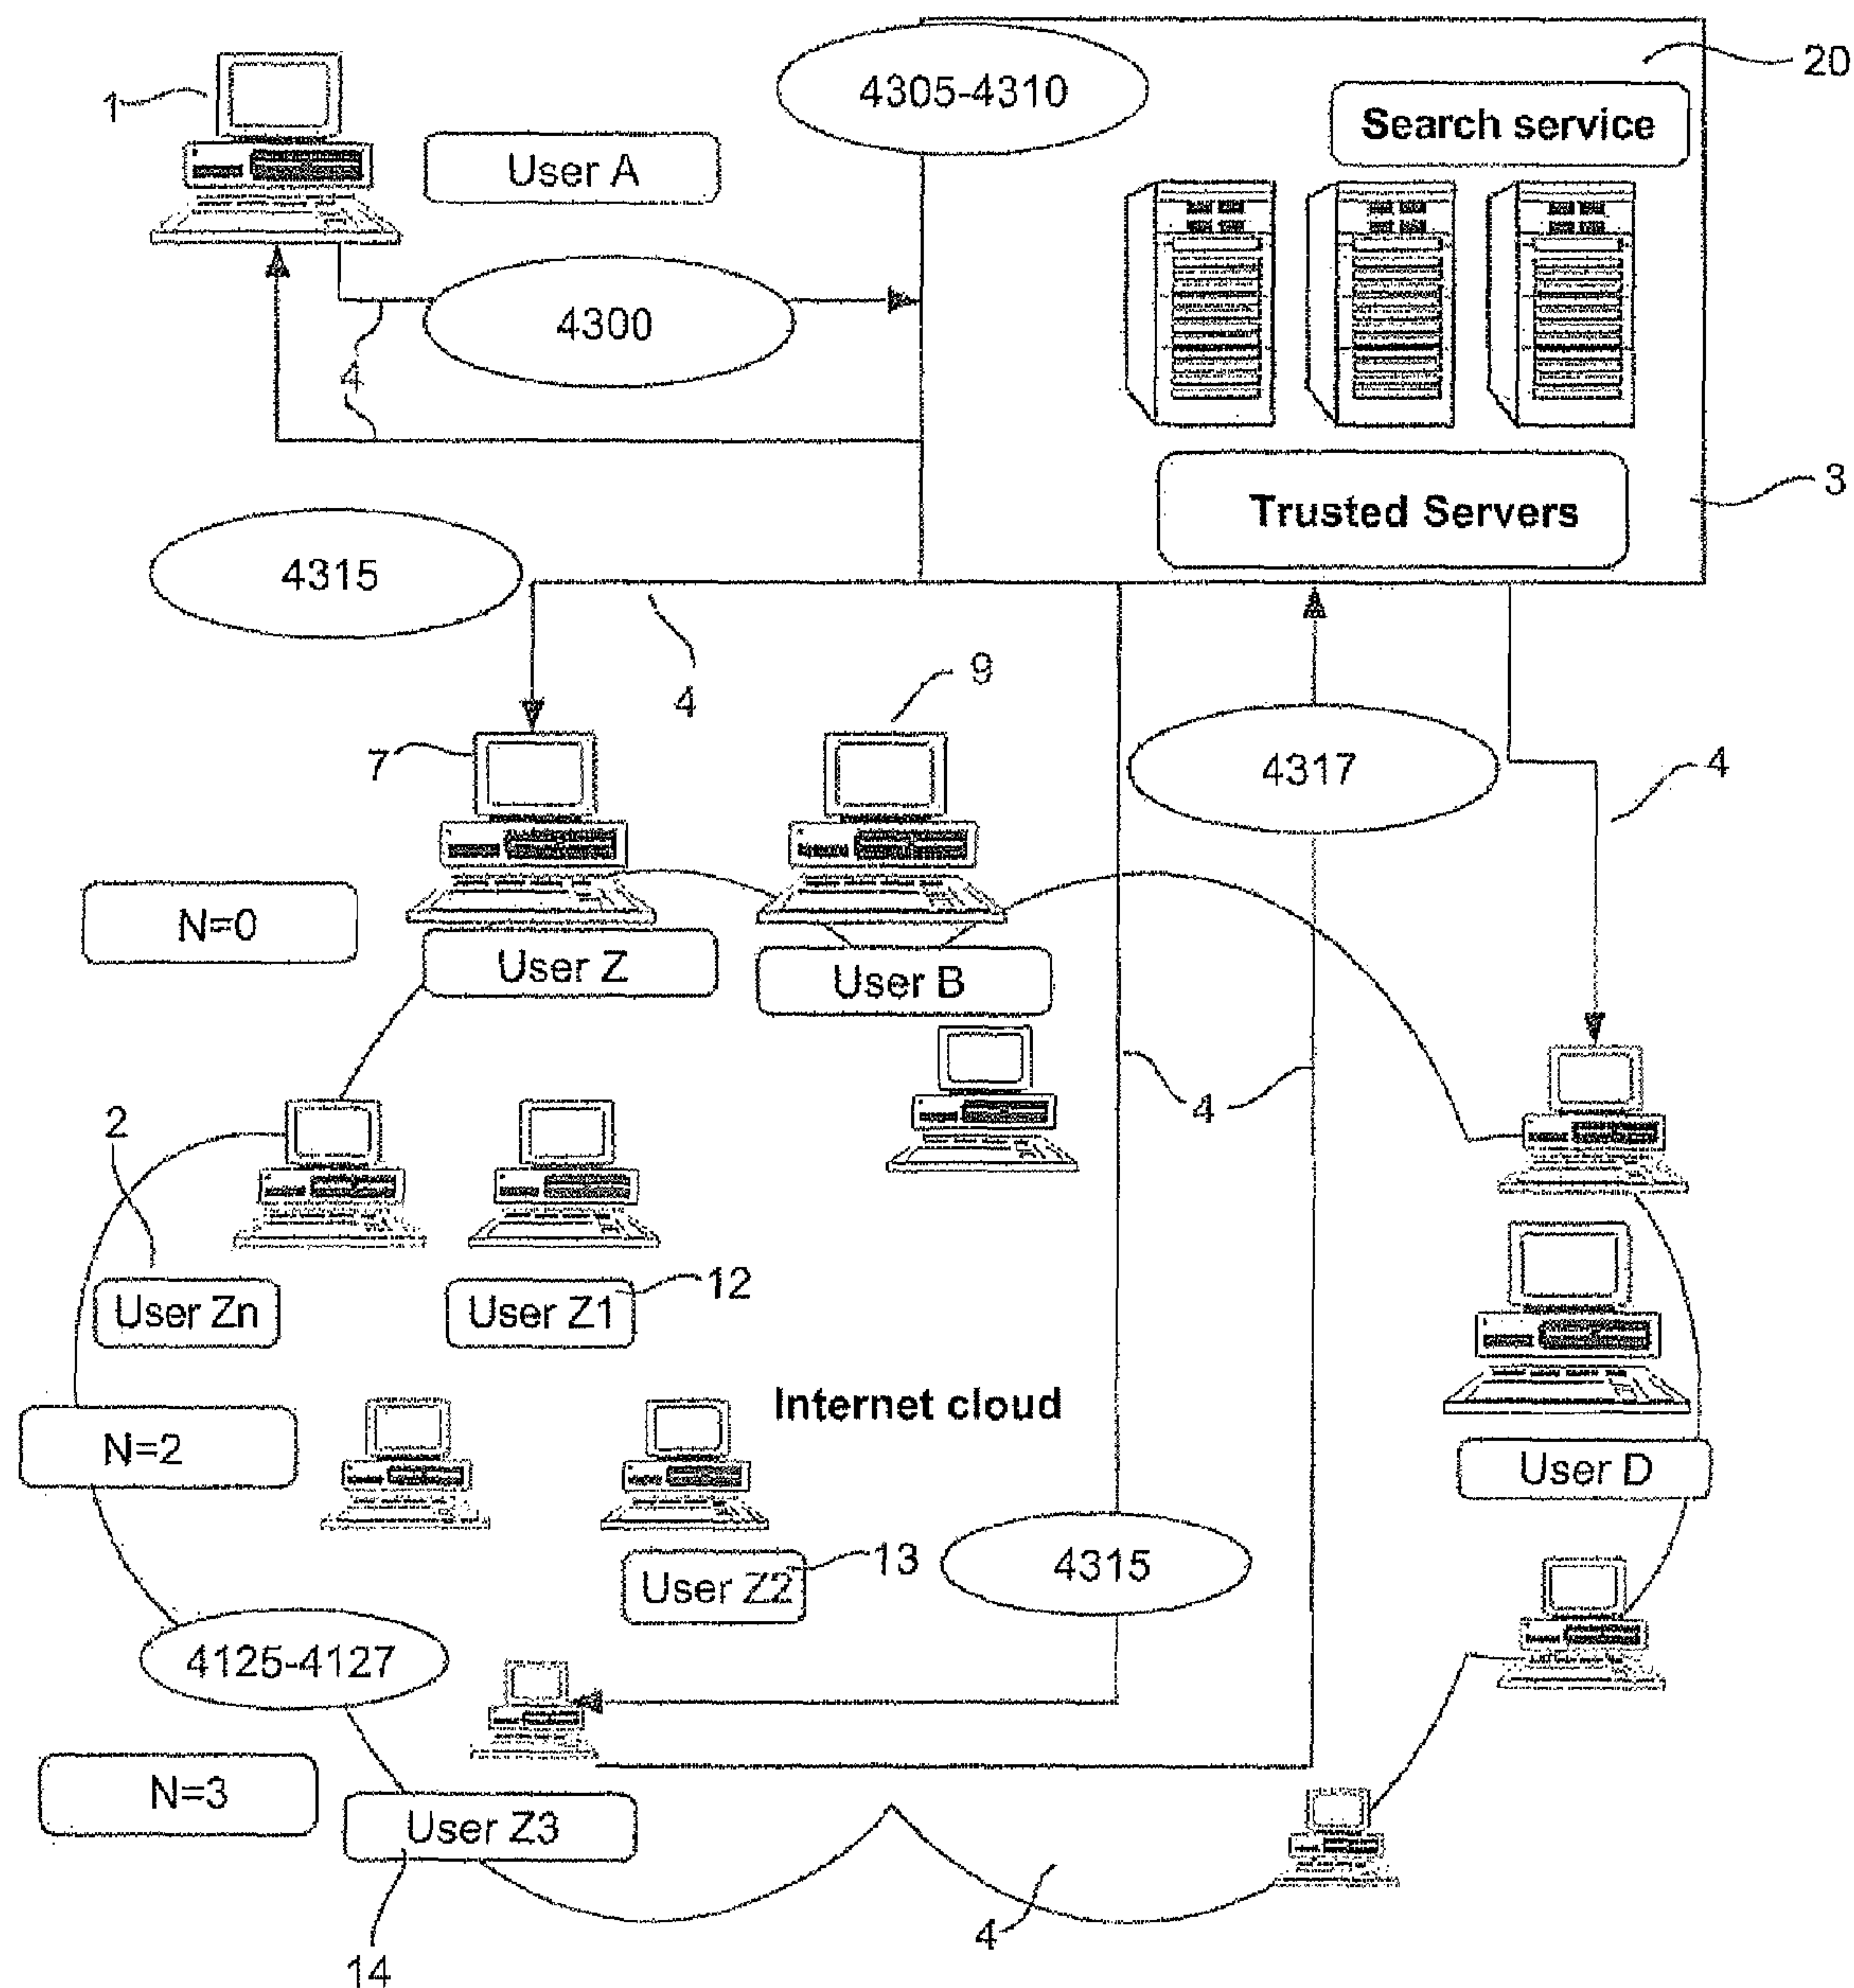 20
4305-4310
1
Search service
User A
4300
4
3
Trusted Servers
4315
9
4
7
4317
4
N=0
User Z
User B
2
4
12
User Zn
User Z1
Internet cloud
N=2
User D
13
4315
User Z2
4125-4127
N=3
User Z3
4
14